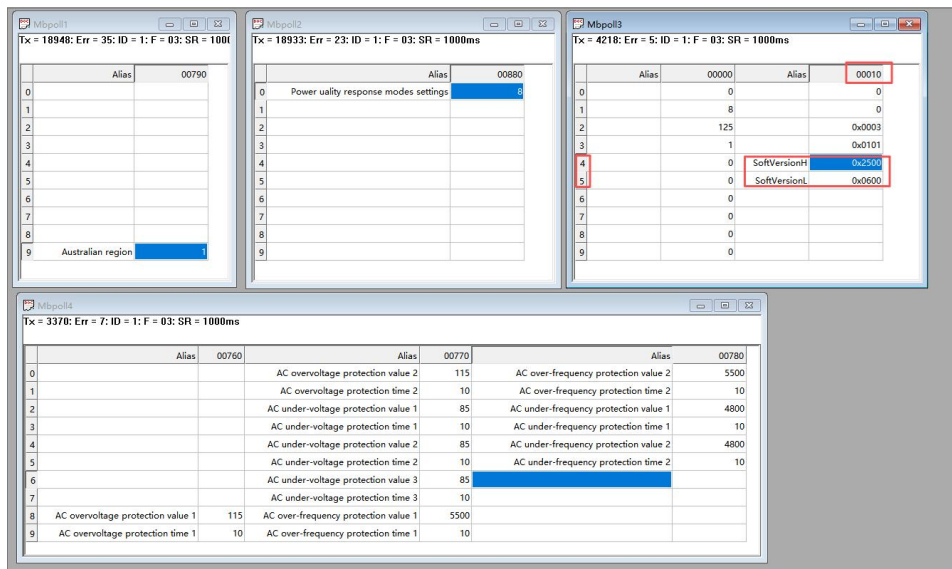 Mbpoll1
Tx = 18948: Err = 35: ID = 1: F = 03: SR = 100(
Alias 00790
0
1
2
3
4
5
6
7
8
9 Australian region 1
Mbpoll2
Tx = 18933: Err = 23: ID = 1: F = 03: SR = 1000ms
Alias 00880
0 Power uality response modes settings 8
1
2
3
4
5
6
7
8
9
Mbpoll3
Tx = 4218: Err = 5: ID = 1: F = 03: SR = 1000ms
Alias 00000 Alias 00010
0 0 0
1 8 0
2 125 0x0003
3 1 0x0101
4 0 SoftVersionH 0x2500
5 0 SoftVersionL 0x0600
6 0
7 0
8 0
9 0
Mbpoll4
Tx = 3370: Err = 7: ID = 1: F = 03: SR = 1000ms
Alias 00760 Alias 00770 Alias 00780
0 AC overvoltage protection value 2 115 AC over-frequency protection value 2 5500
1 AC overvoltage protection time 2 10 AC over-frequency protection time 2 10
2 AC under-voltage protection value 1 85 AC under-frequency protection value 1 4800
3 AC under-voltage protection time 1 10 AC under-frequency protection time 1 10
4 AC under-voltage protection value 2 85 AC under-frequency protection value 2 4800
5 AC under-voltage protection time 2 10 AC under-frequency protection time 2 10
6 AC under-voltage protection value 3 85
7 AC under-voltage protection time 3 10
8 AC overvoltage protection value 1 115 AC over-frequency protection value 1 5500
9 AC overvoltage protection time 1 10 AC over-frequency protection time 1 10